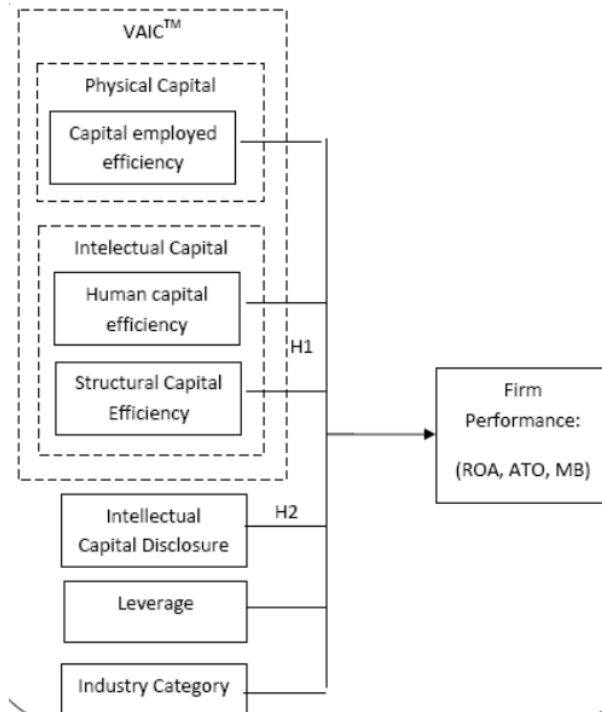 VAIC™
Physical Capital
Capital employed
efficiency
Intelectual Capital
Human capital
efficiency
H1
Structural Capital
Efficiency
Firm
Performance:
(ROA, ATO, MB)
Intellectual
Capital Disclosure
H2
Leverage
Industry Category